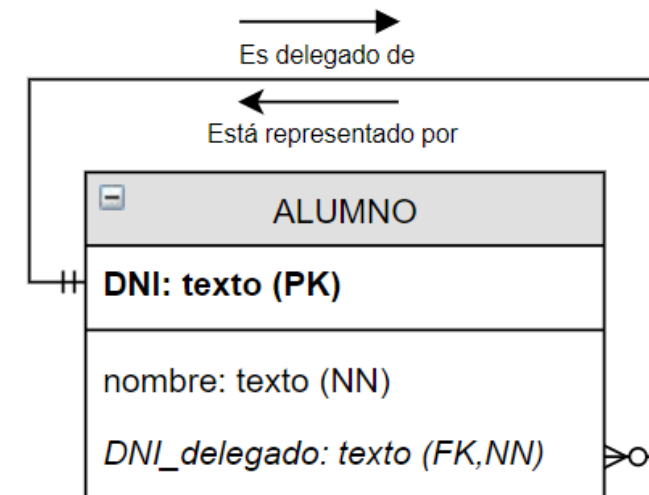 Es delegado de
Está representado por
ALUMNO
DNI: texto (PK)
nombre: texto (NN)
DNI_delegado: texto (FK,NN)